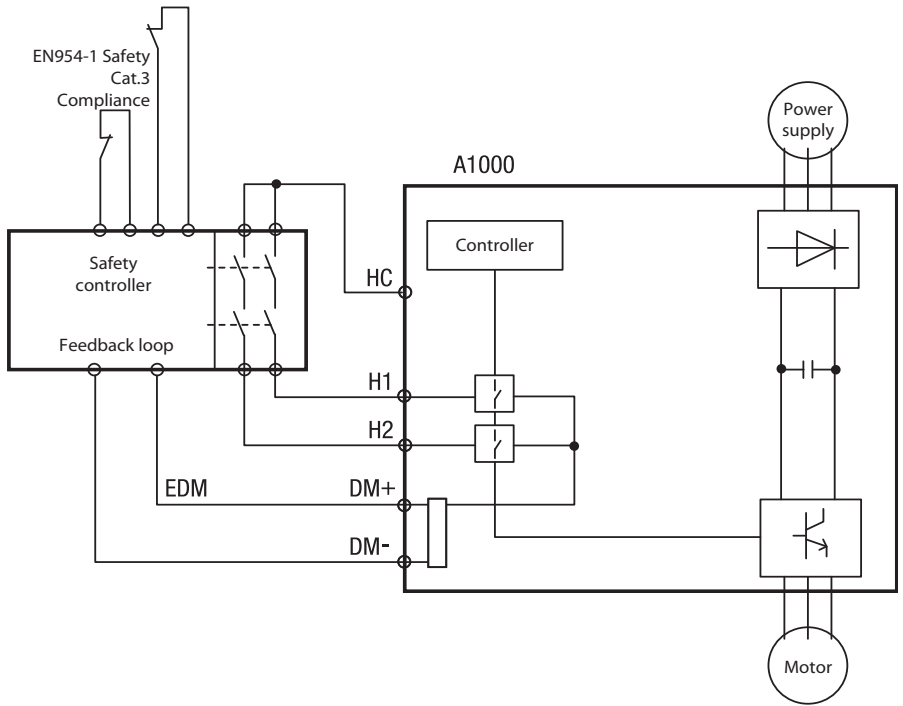 EN954-1 Safety
Cat.3
Compliance
Power
supply
A1000
Controller
Safety
controller
HC
Feedback loop
H1
H2
EDM
DM+
DM-
Motor